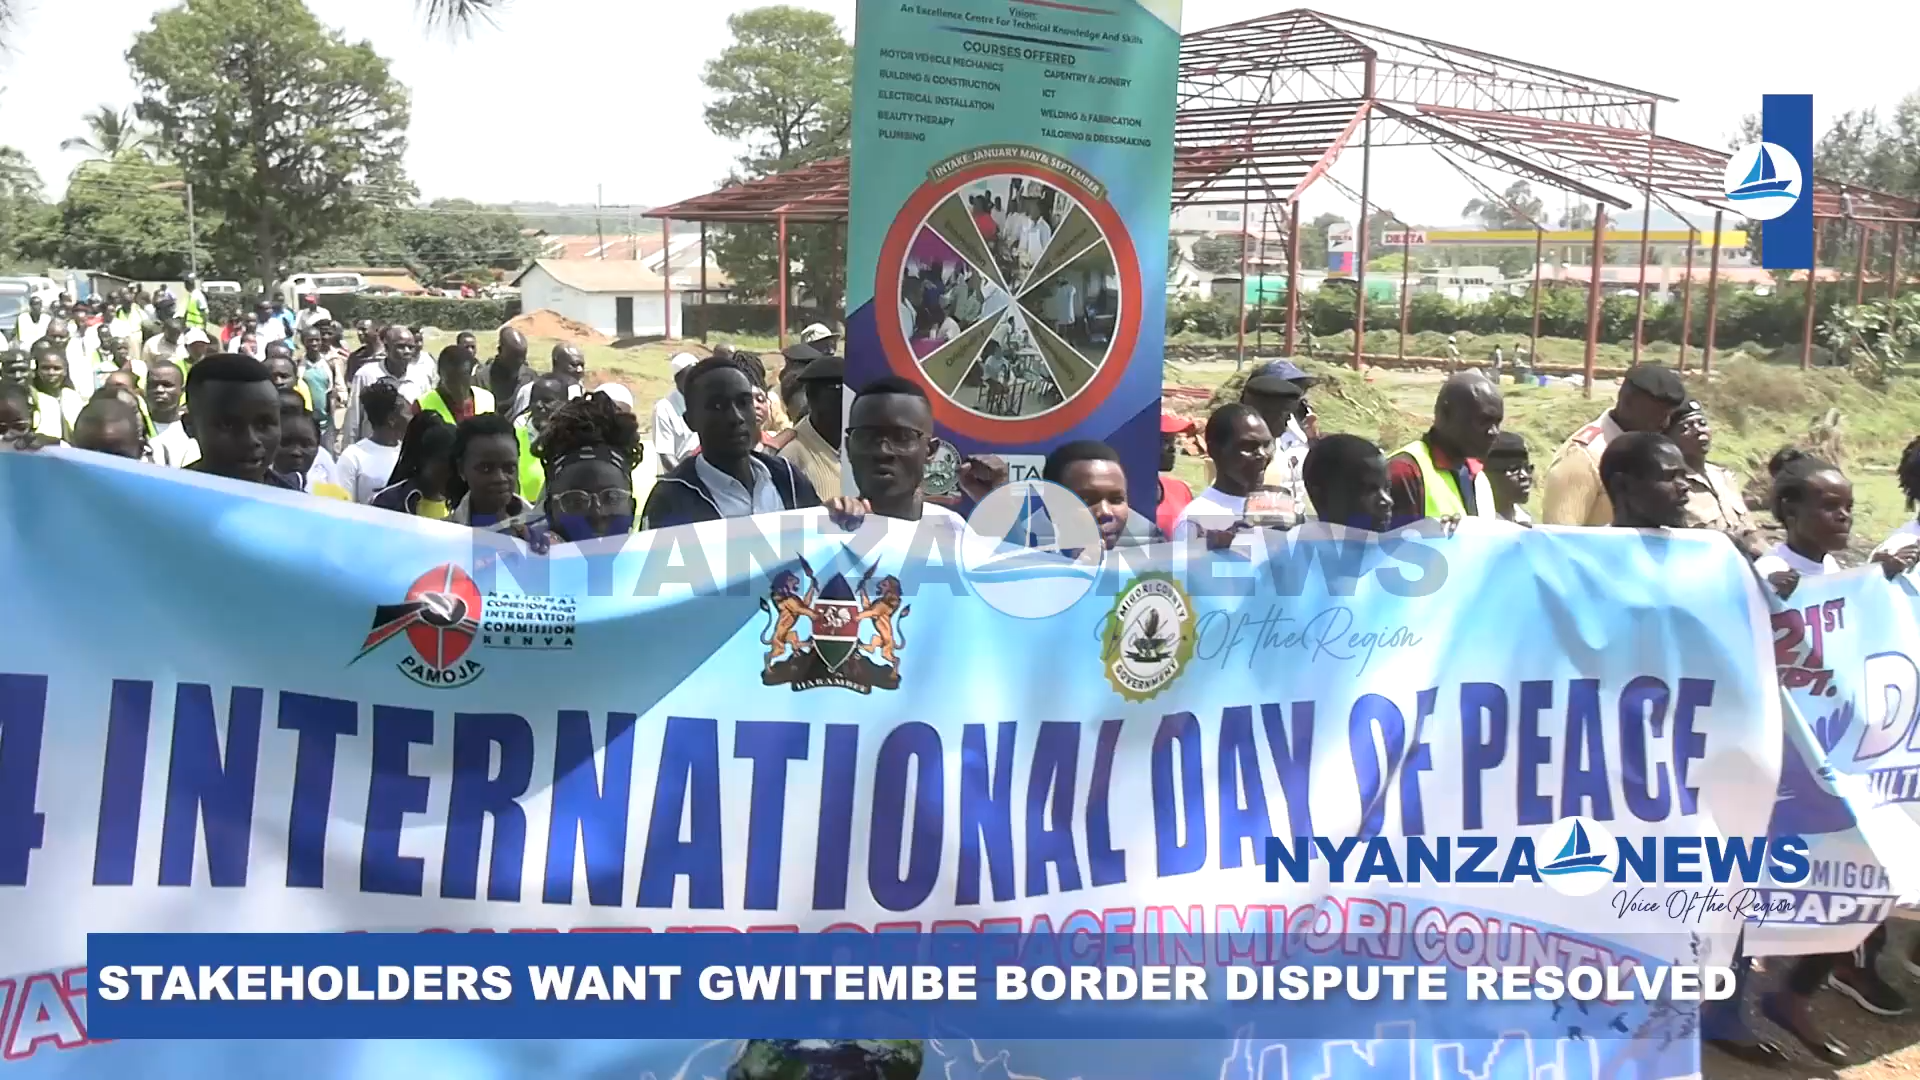 Vision:
An Excellence Centre For Technical Knowledge And Skills
COURSES OFFERED
MOTOR VEHICLE MECHANICS
BUILDING & CONSTRUCTION
ELECTRICAL INSTALLATION
BEAUTY THERAPY
PLUMBING
CAPENTRY & JOINERY
ICT
WELDING & FABRICATION
TAILORING & DRESSMAKING
INTAKE: JANUARY MAY & SEPTEMBER
DELTA
NYANZA NEWS
Voice Of the Region
NATIONAL
COHESION AND
INTEGRATION
COMMISSION
KENYA
PAMOJA
HARAMBEE
MIGORI COUNTY
GOVERNMENT
4 INTERNATIONAL DAY OF PEACE
OF PEACE IN MIGORI COUNTY
21ST
NYANZA NEWS
Voice Of the Region
STAKEHOLDERS WANT GWITEMBE BORDER DISPUTE RESOLVED